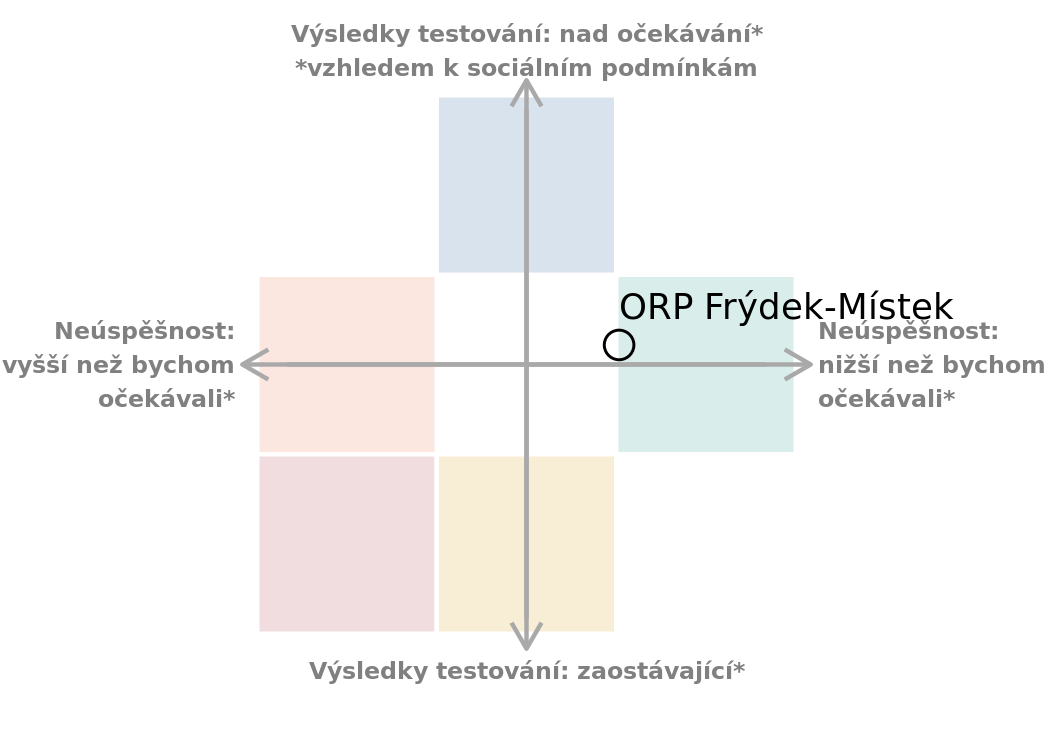 Výsledky testování: nad očekávání*
*vzhledem k sociálním podmínkám
ORP Frýdek-Místek
Neúspěšnost:
vyšší než bychom
očekávali*
Neúspěšnost:
nižší než bychom
očekávali*
Výsledky testování: zaostávající*